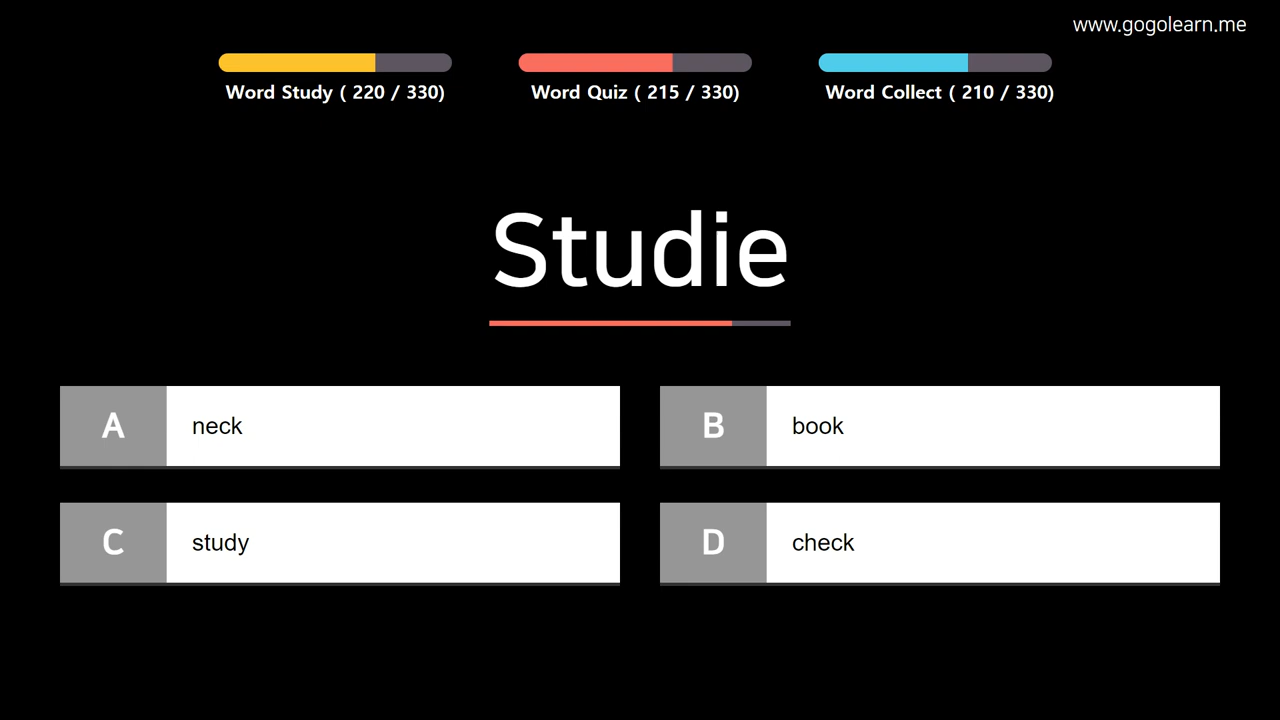 www.gogolearn.me
Word Study ( 220 / 330)
Word Quiz ( 215 / 330)
Word Collect ( 210 / 330)
Studie
A neck
B book
C study
D check